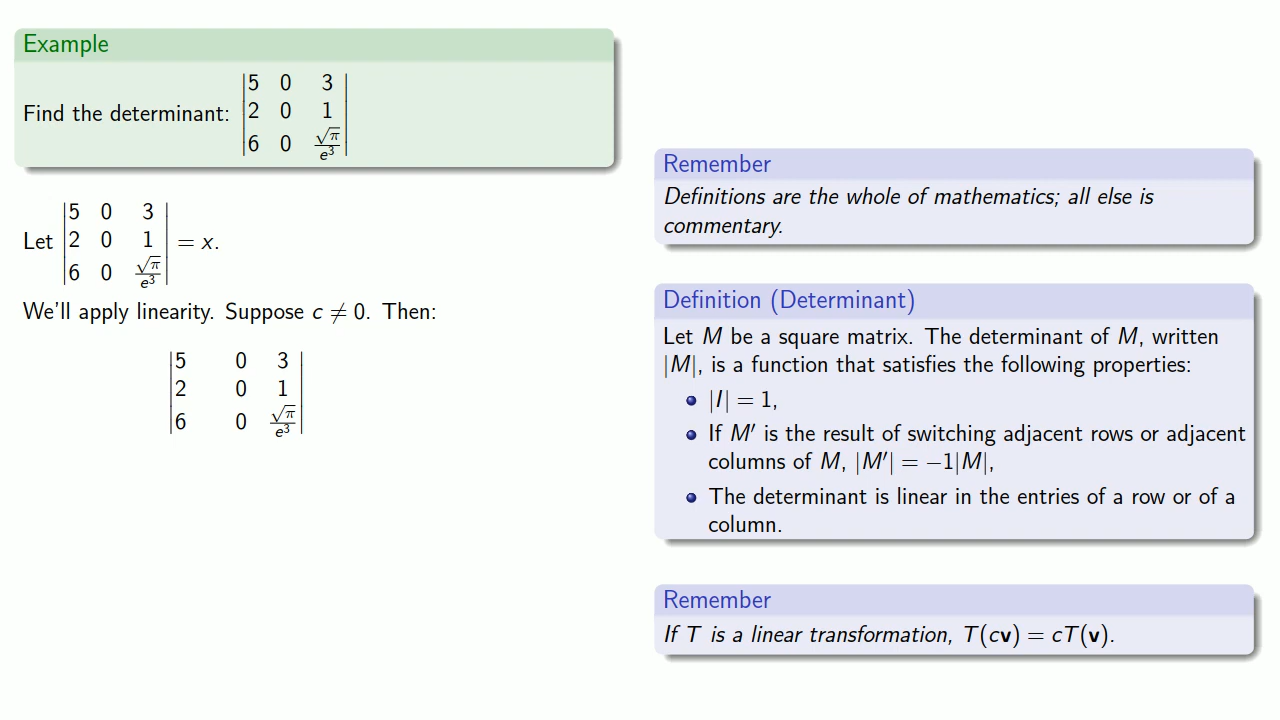 Example
Find the determinant: |5 0 3|
|2 0 1|
|6 0 √π/e³|
Let |5 0 3|
|2 0 1| = x.
|6 0 √π/e³|
We'll apply linearity. Suppose c ≠ 0. Then:
|5 0 3|
|2 0 1|
|6 0 √π/e³|
Remember
Definitions are the whole of mathematics; all else is
commentary.
Definition (Determinant)
Let M be a square matrix. The determinant of M, written
|M|, is a function that satisfies the following properties:
• |I| = 1,
• If M′ is the result of switching adjacent rows or adjacent
columns of M, |M′| = −1|M|,
• The determinant is linear in the entries of a row or of a
column.
Remember
If T is a linear transformation, T(cv) = cT(v).